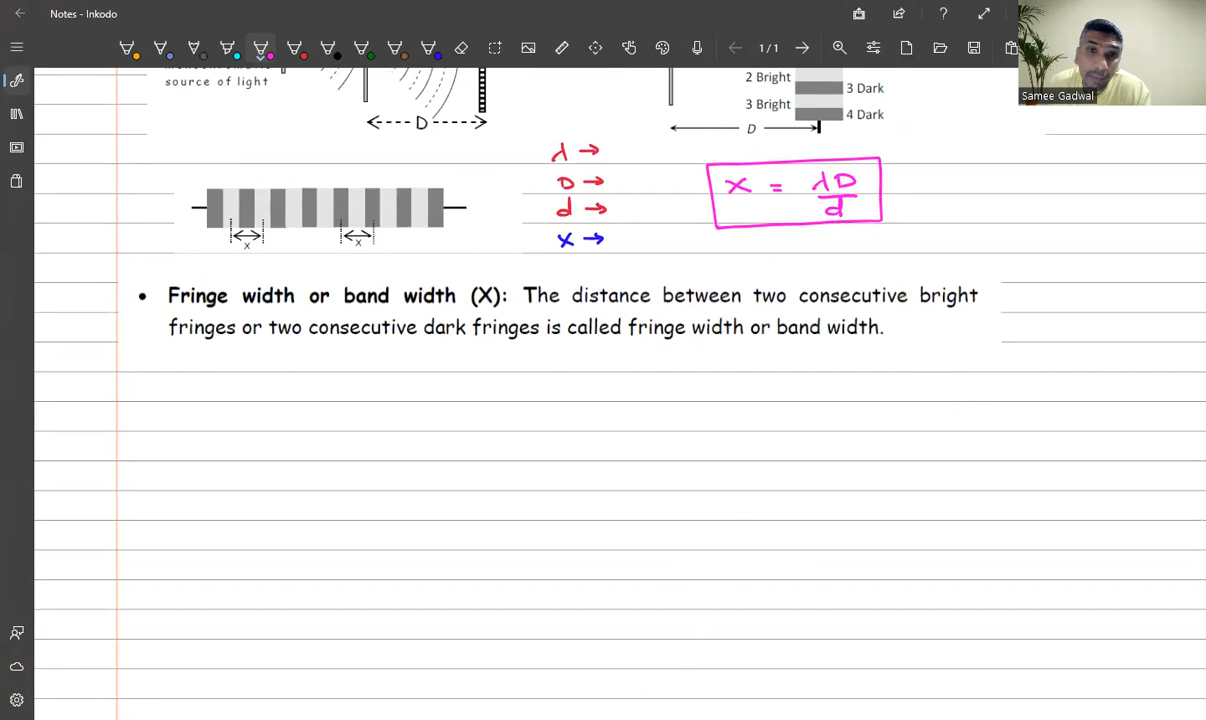 Notes - Inkodo
1/1
Samee Gadwal
source of light
D
2 Bright
3 Dark
3 Bright
4 Dark
D
λ →
D →
d →
x →
x = λD/d
x
x
• Fringe width or band width (X): The distance between two consecutive bright
fringes or two consecutive dark fringes is called fringe width or band width.